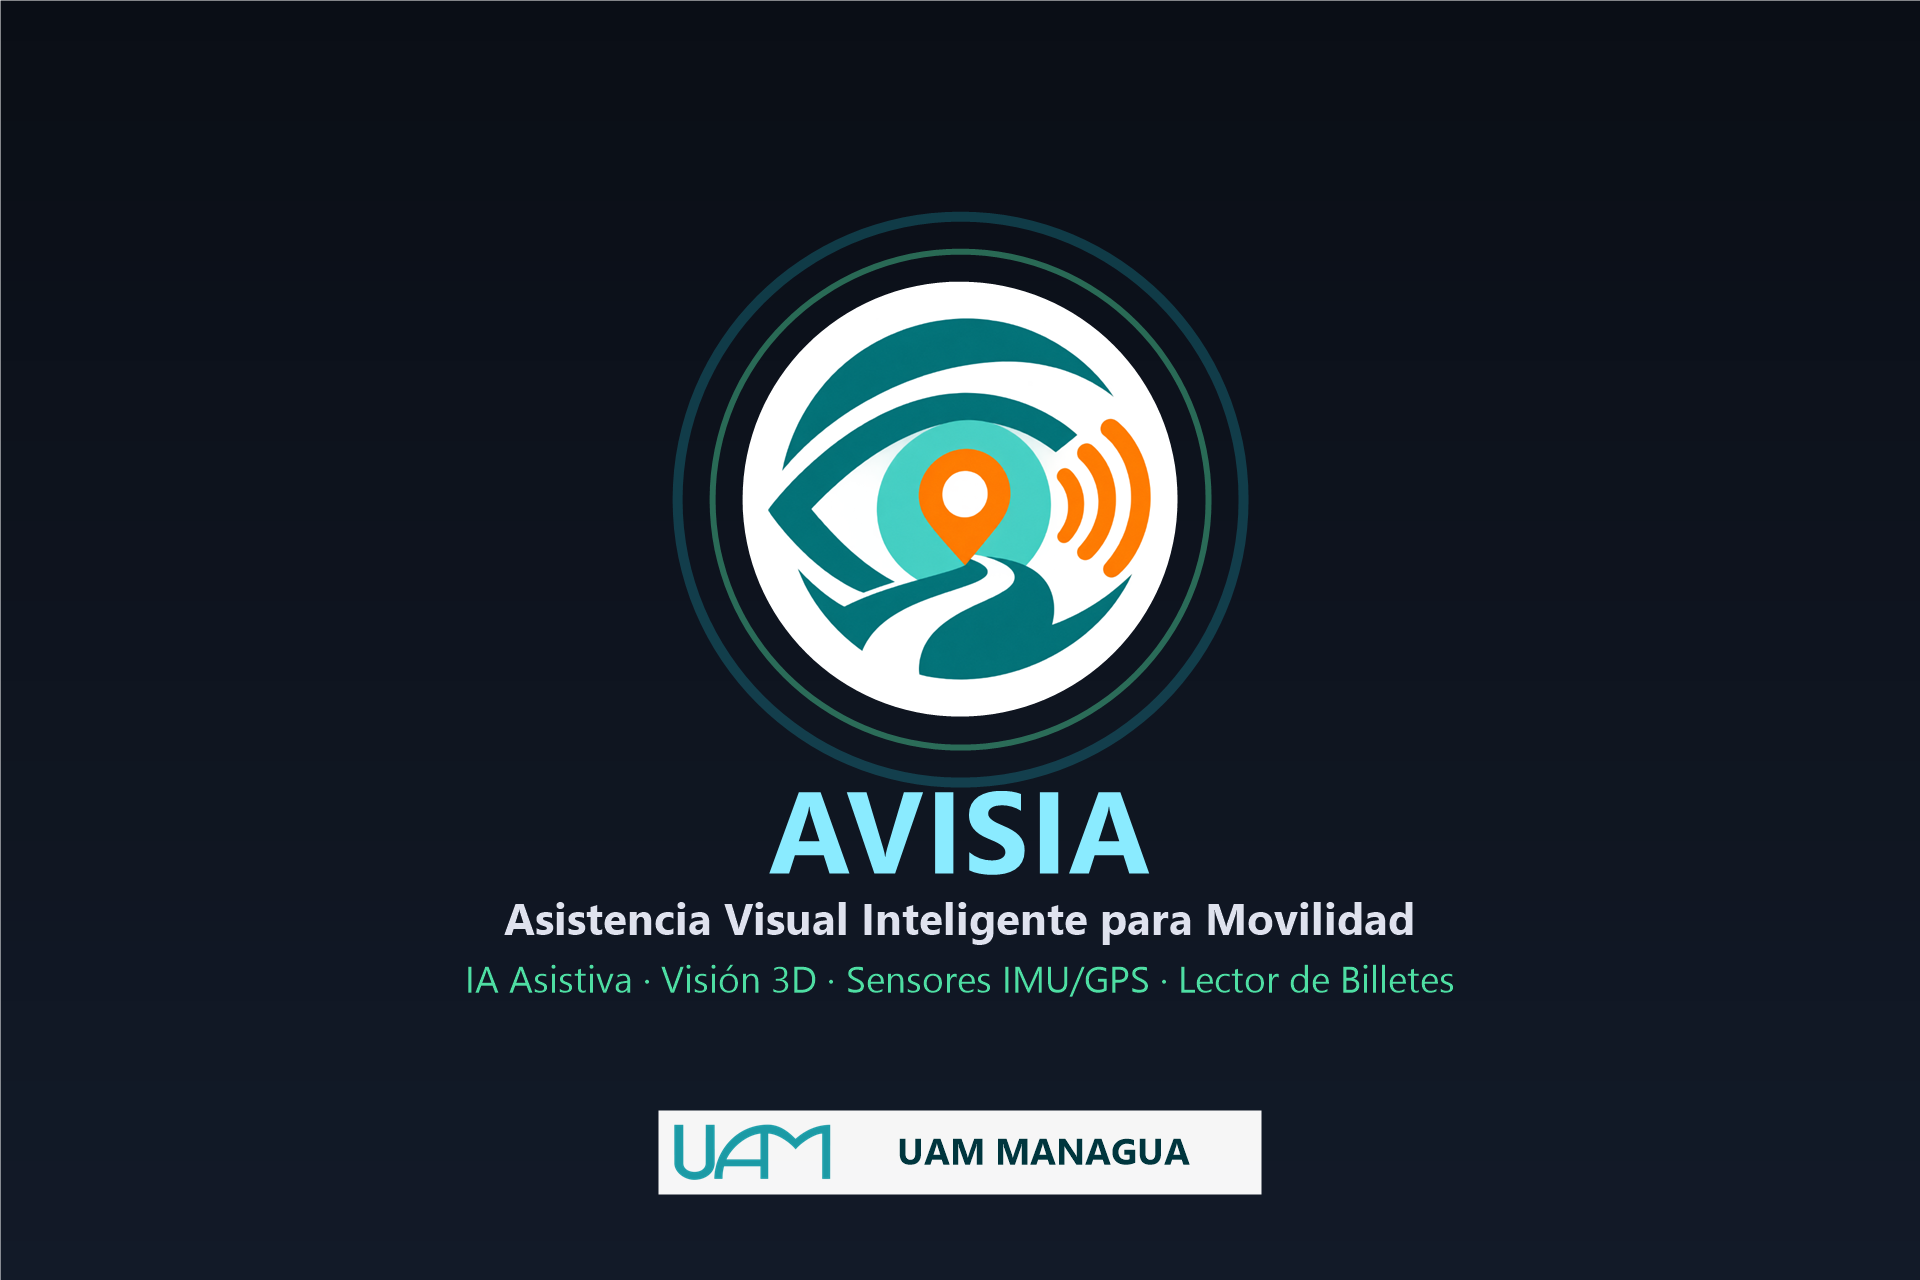 AVISIA
Asistencia Visual Inteligente para Movilidad
IA Asistiva · Visión 3D · Sensores IMU/GPS · Lector de Billetes
UAM UAM MANAGUA